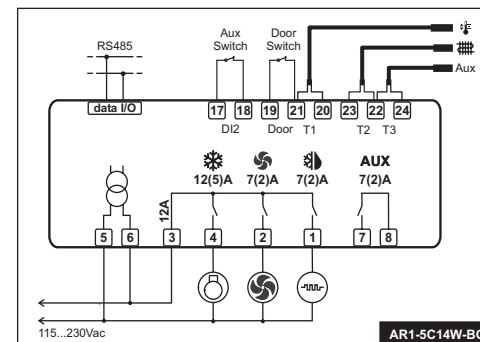 RS485
Aux Switch
Door Switch
Aux
data I/O
17 18 19 21 20 23 22 24
DI2 Door T1 T2 T3
AUX
12(5)A 7(2)A 7(2)A 7(2)A
12A
5 6 3 4 2 1 7 8
115...230Vac